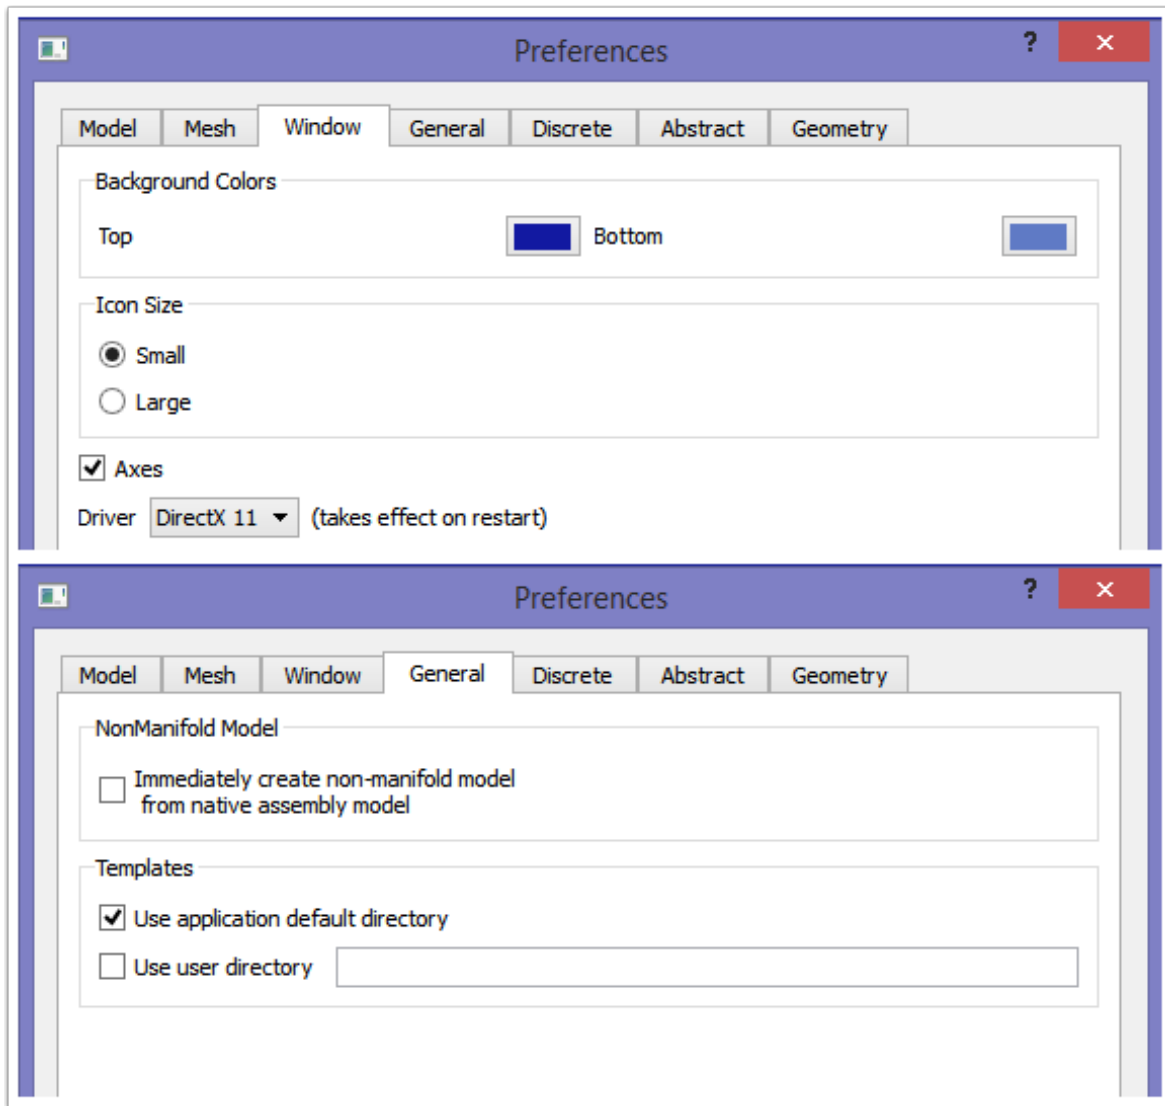 Preferences
?
Model Mesh Window General Discrete Abstract Geometry
Background Colors
Top Bottom
Icon Size
Small
Large
Axes
Driver DirectX 11 (takes effect on restart)
Preferences
?
Model Mesh Window General Discrete Abstract Geometry
NonManifold Model
Immediately create non-manifold model
from native assembly model
Templates
Use application default directory
Use user directory